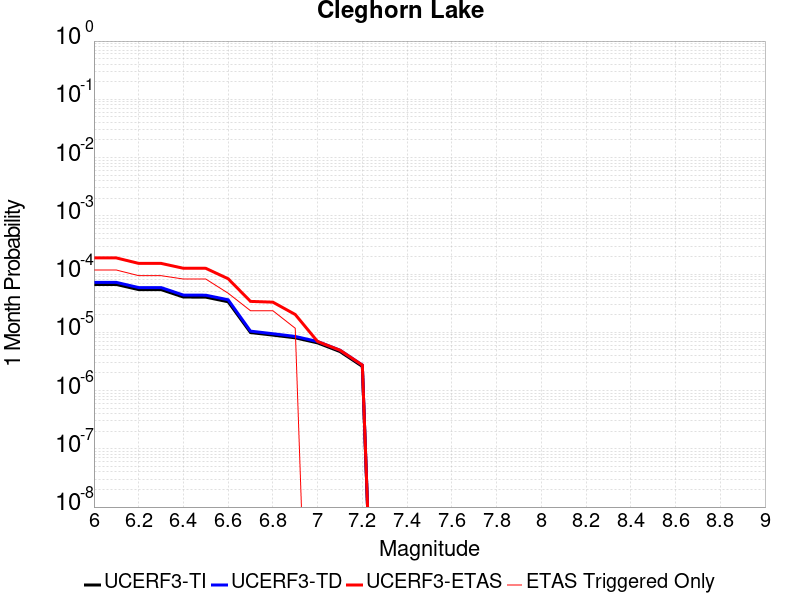 Cleghorn Lake
10^0
10^-1
10^-2
10^-3
10^-4
10^-5
10^-6
10^-7
10^-8
1 Month Probability
6 6.2 6.4 6.6 6.8 7 7.2 7.4 7.6 7.8 8 8.2 8.4 8.6 8.8 9
Magnitude
UCERF3-TI UCERF3-TD UCERF3-ETAS ETAS Triggered Only